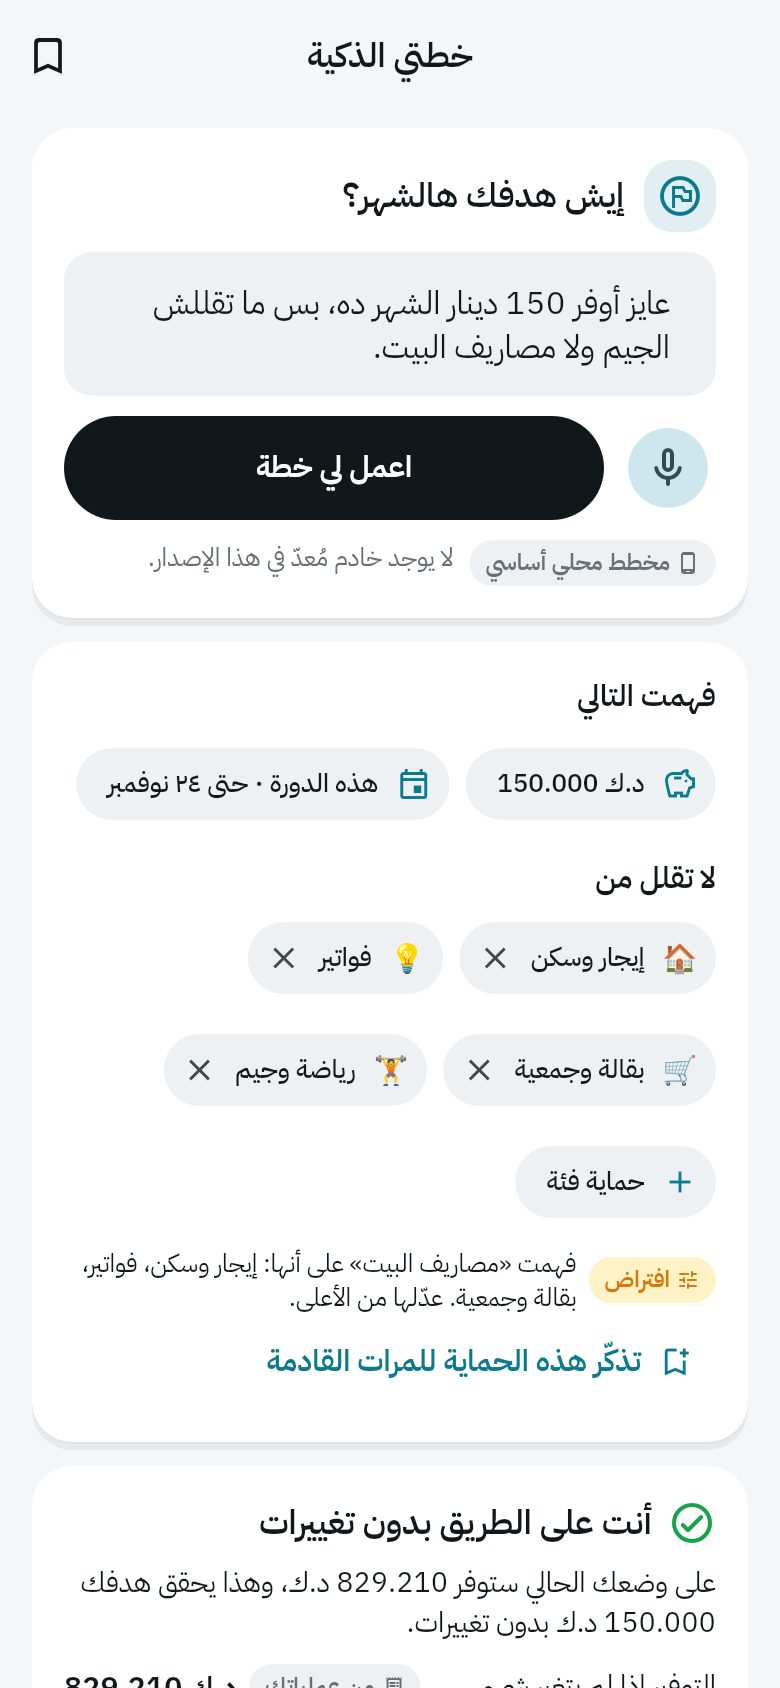 خطتي الذكية
إيش هدفك هالشهر؟
عايز أوفر 150 دينار الشهر ده، بس ما تقللش
الجيم ولا مصاريف البيت.
اعمل لي خطة
مخطط محلي أساسي لا يوجد خادم مُعدّ في هذا الإصدار.
فهمت التالي
د.ك 150.000 هذه الدورة · حتى ٢٤ نوفمبر
لا تقلل من
إيجار وسكن فواتير
بقالة وجمعية رياضة وجيم
حماية فئة
افتراض
فهمت «مصاريف البيت» على أنها: إيجار وسكن، فواتير،
بقالة وجمعية. عدّلها من الأعلى.
تذكّر هذه الحماية للمرات القادمة
أنت على الطريق بدون تغييرات
على وضعك الحالي ستوفر 829.210 د.ك، وهذا يحقق هدفك
150.000 د.ك بدون تغييرات.
من عملياتك د.ك 829.210